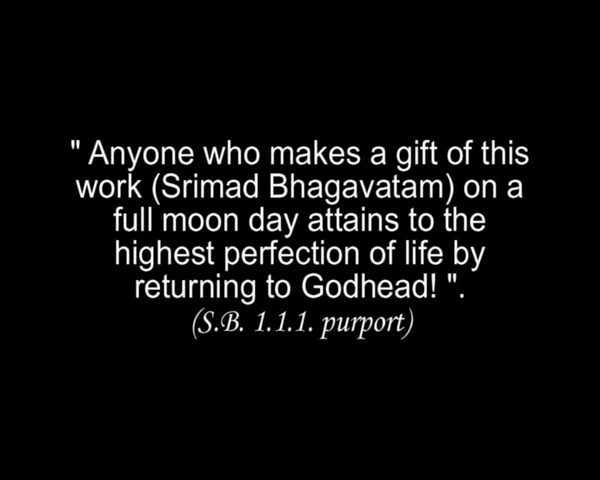 " Anyone who makes a gift of this
work (Srimad Bhagavatam) on a
full moon day attains to the
highest perfection of life by
returning to Godhead! ".
(S.B. 1.1.1. purport)